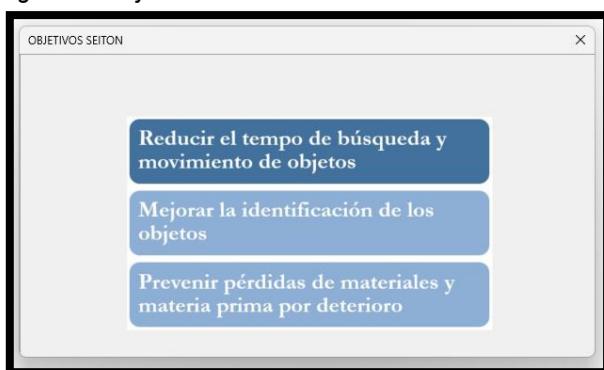 OBJETIVOS SEITON
Reducir el tempo de búsqueda y
movimiento de objetos
Mejorar la identificación de los
objetos
Prevenir pérdidas de materiales y
materia prima por deterioro